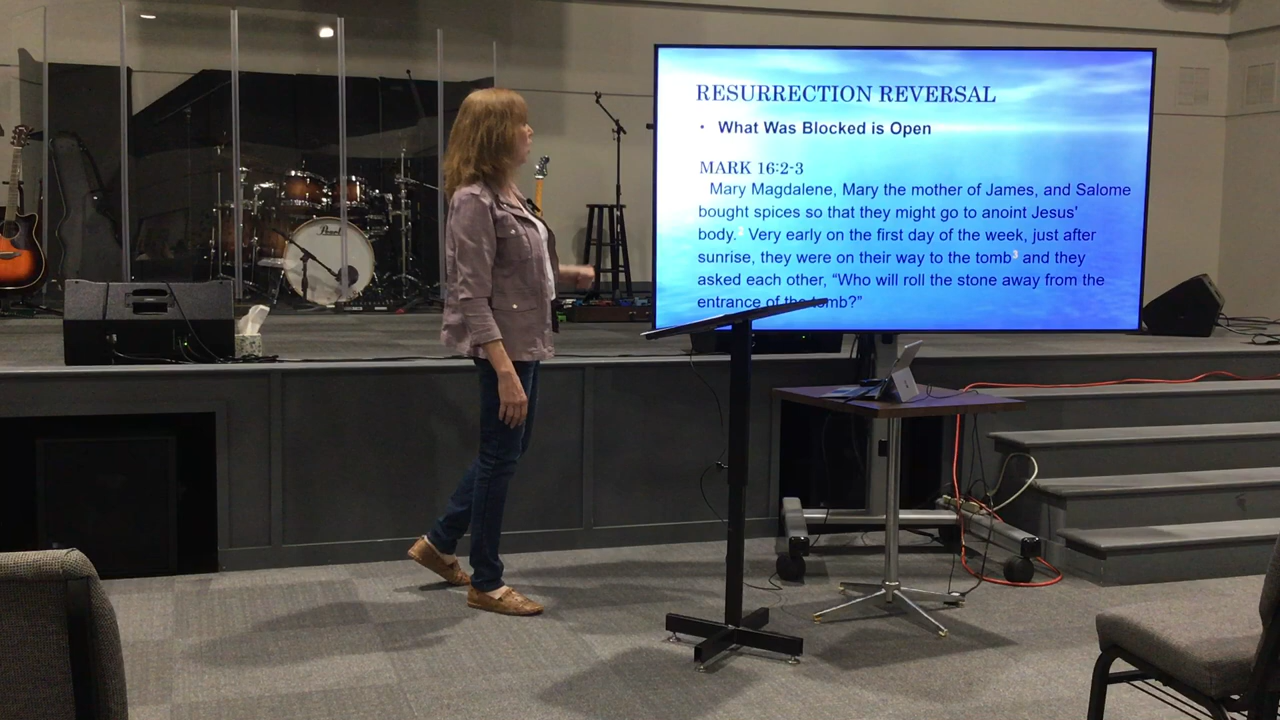 RESURRECTION REVERSAL
• What Was Blocked is Open
MARK 16:2-3
Mary Magdalene, Mary the mother of James, and Salome
bought spices so that they might go to anoint Jesus'
body.2 Very early on the first day of the week, just after
sunrise, they were on their way to the tomb3 and they
asked each other, “Who will roll the stone away from the
entrance of the tomb?”
Pearl